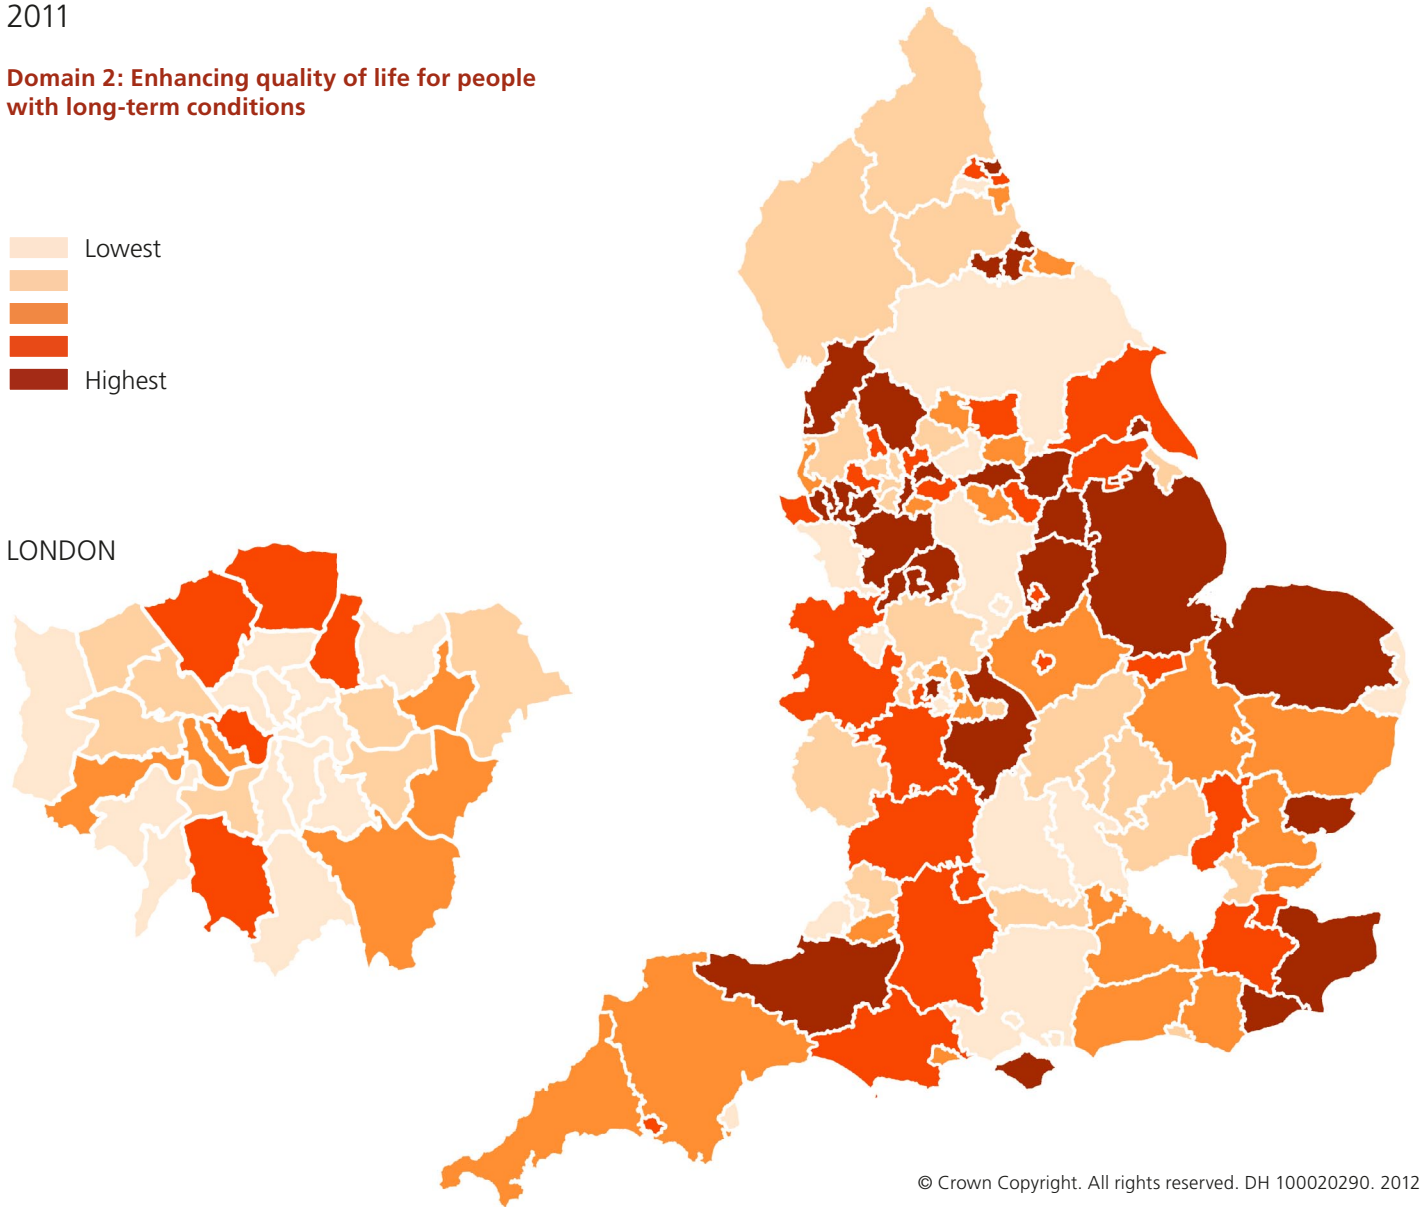 2011
Domain 2: Enhancing quality of life for people
with long-term conditions
Lowest
Highest
LONDON
© Crown Copyright. All rights reserved. DH 100020290. 2012